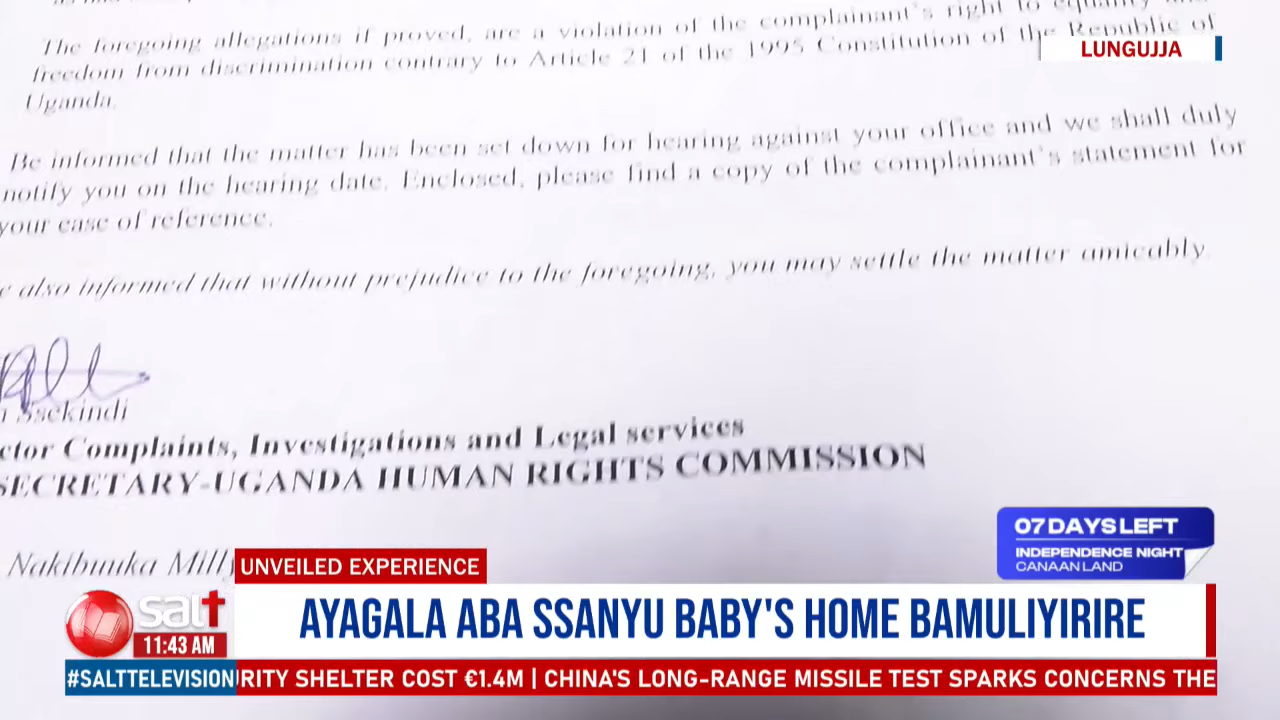 The foregoing allegations if proved, are a violation of the complainant's right to equality and
freedom from discrimination contrary to Article 21 of the 1995 Constitution of the Republic of
Uganda.
Be informed that the matter has been set down for hearing against your office and we shall duly
notify you on the hearing date. Enclosed, please find a copy of the complainant's statement for
your ease of reference.
also informed that without prejudice to the foregoing, you may settle the matter amicably.
Ssekindi
ctor Complaints, Investigations and Legal services
SECRETARY-UGANDA HUMAN RIGHTS COMMISSION
Nakibuuka Milly
LUNGUJJA
07 DAYS LEFT
INDEPENDENCE NIGHT
CANAAN LAND
UNVEILED EXPERIENCE
salt
11:43 AM
AYAGALA ABA SSANYU BABY'S HOME BAMULIYIRIRE
#SALTTELEVISION
RITY SHELTER COST €1.4M | CHINA'S LONG-RANGE MISSILE TEST SPARKS CONCERNS THE